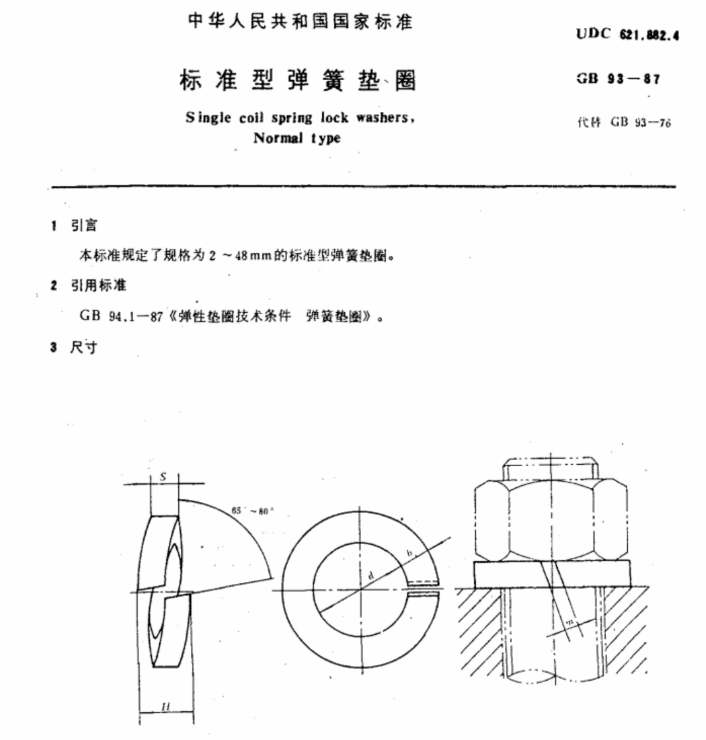 中华人民共和国国家标准
UDC 621.882.4
标准型弹簧垫圈
GB 93—87
Single coil spring lock washers,
Normal type
代替 GB 93—76
1 引言
本标准规定了规格为 2 ~48mm的标准型弹簧垫圈。
2 引用标准
GB 94.1—87《弹性垫圈技术条件 弹簧垫圈》。
3 尺寸
S
65°~80°
b
d
m
H